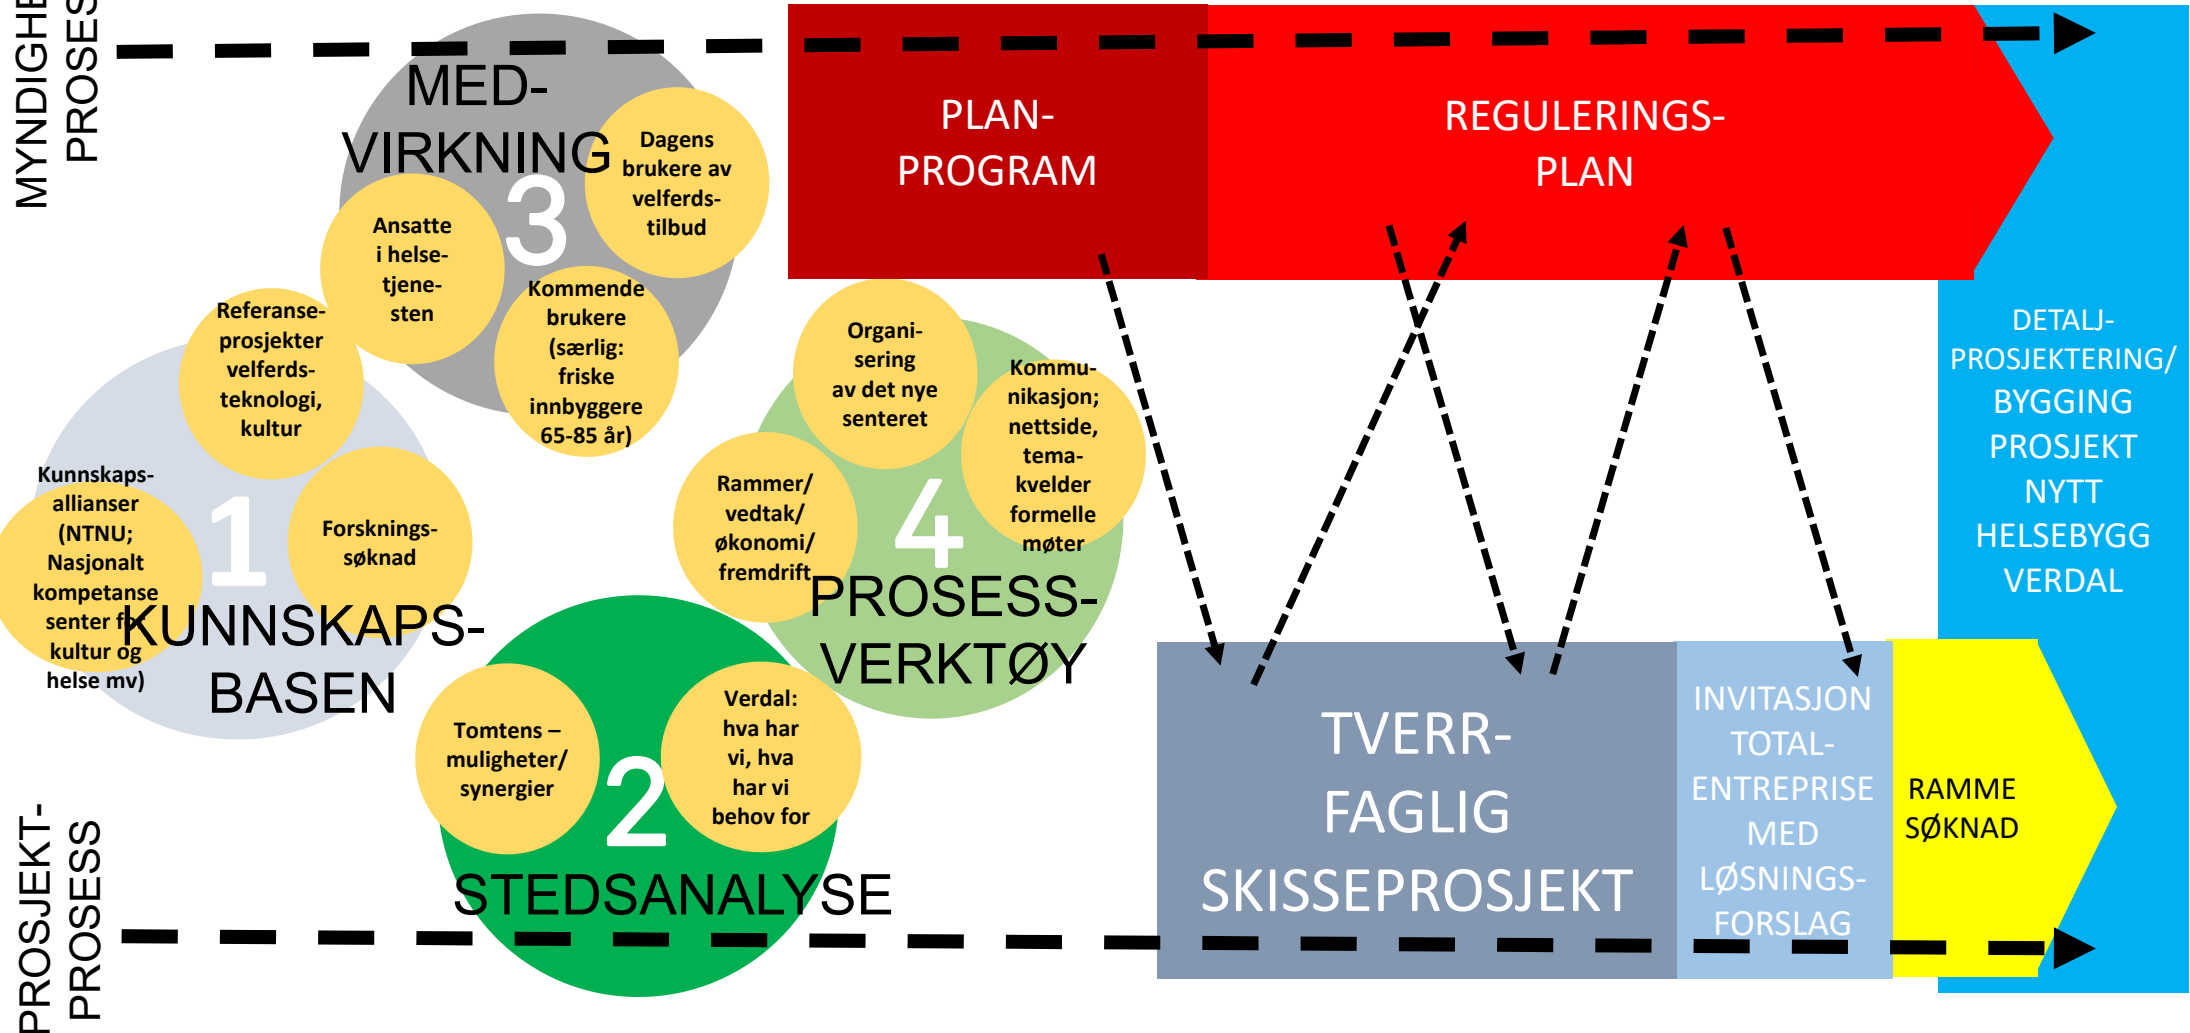 MYNDIGHE
PROSES
MED-
VIRKNING
3
Dagens
brukere av
velferds-
tilbud
Ansatte
i helse-
tjene-
sten
Kommende
brukere
(særlig:
friske
innbyggere
65-85 år)
Referanse-
prosjekter
velferds-
teknologi,
kultur
Kunnskaps-
allianser
(NTNU;
Nasjonalt
kompetanse
senter for
kultur og
helse mv)
1
Forsknings-
søknad
KUNNSKAPS-
BASEN
Organi-
sering
av det nye
senteret
Kommu-
nikasjon;
nettside,
tema-
kvelder
formelle
møter
Rammer/
vedtak/
økonomi/
fremdrift
4
PROSESS-
VERKTØY
Tomtens –
muligheter/
synergier
2
Verdal:
hva har
vi, hva
har vi
behov for
STEDSANALYSE
PROSJEKT-
PROSESS
PLAN-
PROGRAM
REGULERINGS-
PLAN
DETALJ-
PROSJEKTERING/
BYGGING
PROSJEKT
NYTT
HELSEBYGG
VERDAL
TVERR-
FAGLIG
SKISSEPROSJEKT
INVITASJON
TOTAL-
ENTREPRISE
MED
LØSNINGS-
FORSLAG
RAMME
SØKNAD